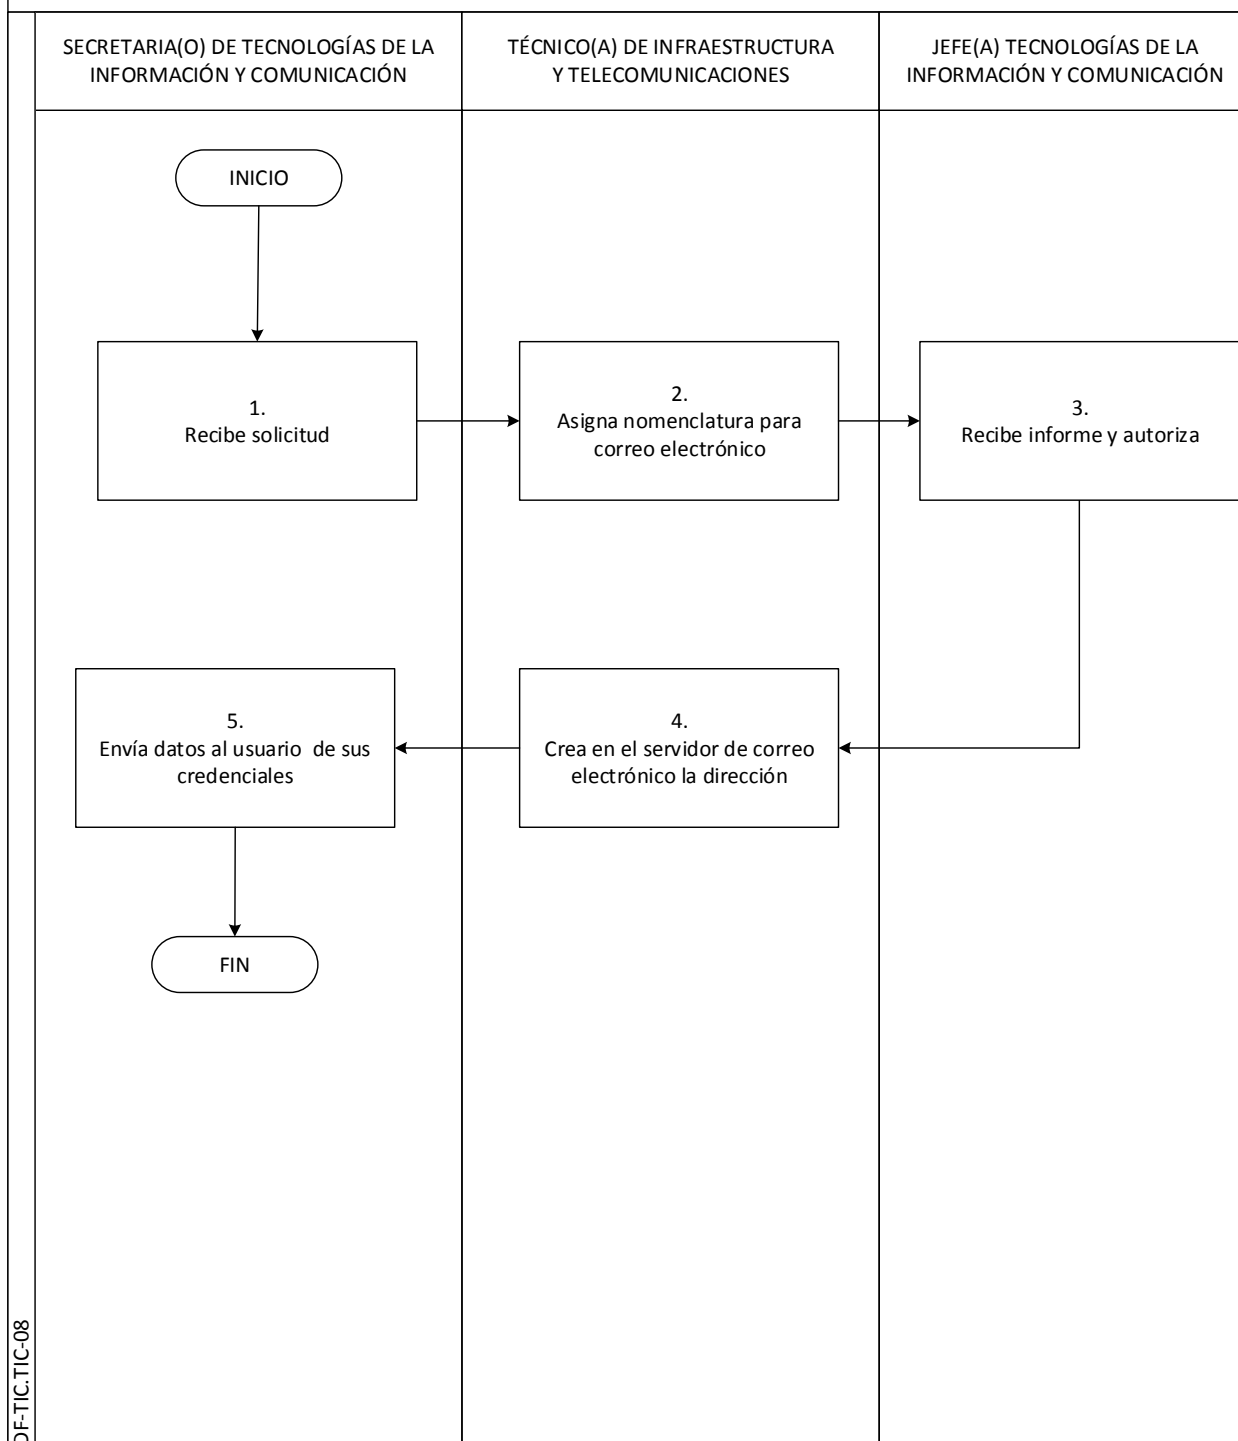 SECRETARIA(O) DE TECNOLOGÍAS DE LA
INFORMACIÓN Y COMUNICACIÓN
TÉCNICO(A) DE INFRAESTRUCTURA
Y TELECOMUNICACIONES
JEFE(A) TECNOLOGÍAS DE LA
INFORMACIÓN Y COMUNICACIÓN
INICIO
1.
Recibe solicitud
2.
Asigna nomenclatura para
correo electrónico
3.
Recibe informe y autoriza
5.
Envía datos al usuario de sus
credenciales
4.
Crea en el servidor de correo
electrónico la dirección
FIN
DF-TIC.TIC-08